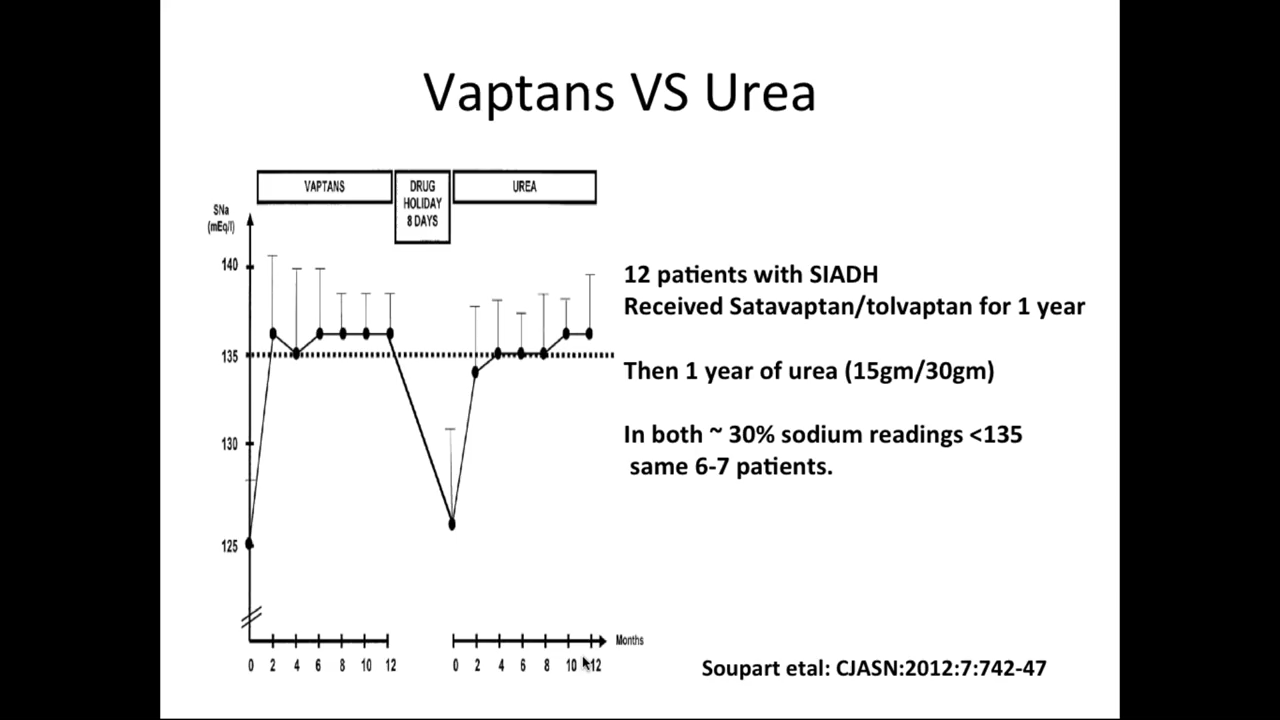 Vaptans VS Urea
VAPTANS
DRUG
HOLIDAY
8 DAYS
UREA
SNa
(mEq/l)
140
135
130
125
12 patients with SIADH
Received Satavaptan/tolvaptan for 1 year
Then 1 year of urea (15gm/30gm)
In both ~ 30% sodium readings <135
same 6-7 patients.
0 2 4 6 8 10 12
0 2 4 6 8 10 12
Months
Soupart etal: CJASN:2012:7:742-47